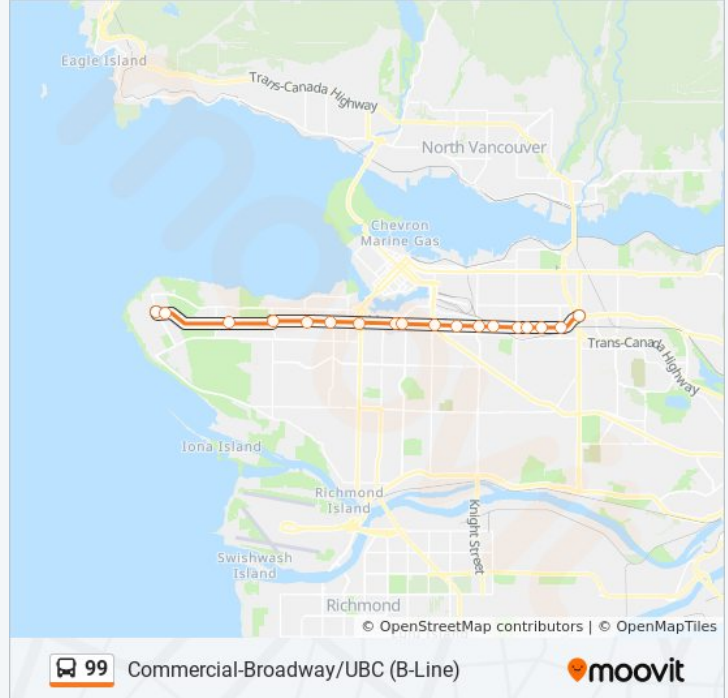 Eagle Island
Trans-Canada Highway
North Vancouver
Chevron
Marine Gas
Trans-Canada Highway
Iona Island
Richmond
Island
Knight Street
Swishwash
Island
Richmond
© OpenStreetMap contributors | © OpenMapTiles
99 Commercial-Broadway/UBC (B-Line)
moovit